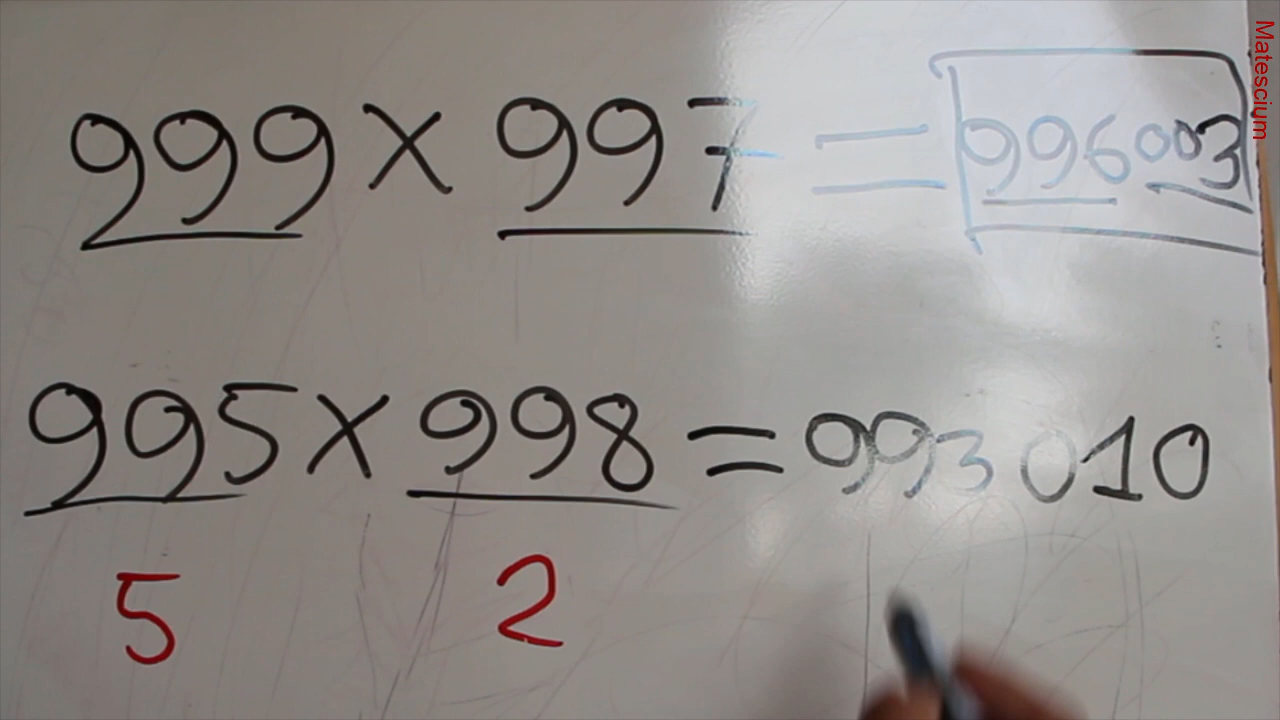 999 x 997 = 996003
995 x 998 = 993010
5 2
Matescium